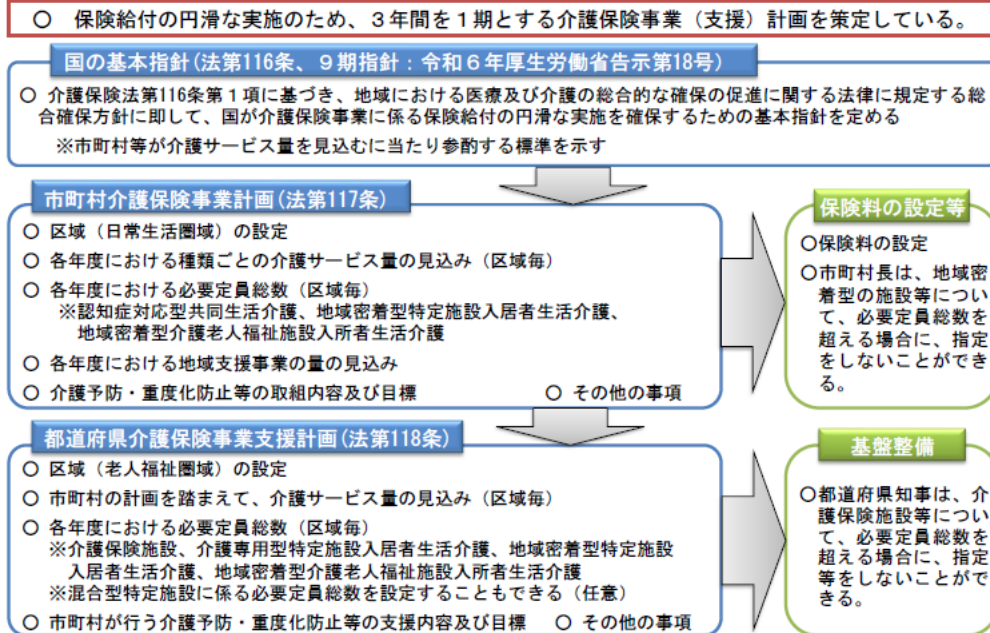 ○ 保険給付の円滑な実施のため、３年間を１期とする介護保険事業（支援）計画を策定している。
国の基本指針(法第116条、９期指針：令和６年厚生労働省告示第18号)
○ 介護保険法第116条第１項に基づき、地域における医療及び介護の総合的な確保の促進に関する法律に規定する総
合確保方針に即して、国が介護保険事業に係る保険給付の円滑な実施を確保するための基本指針を定める
※市町村等が介護サービス量を見込むに当たり参酌する標準を示す
市町村介護保険事業計画(法第117条)
○ 区域（日常生活圏域）の設定
○ 各年度における種類ごとの介護サービス量の見込み（区域毎）
○ 各年度における必要定員総数（区域毎）
※認知症対応型共同生活介護、地域密着型特定施設入居者生活介護、
地域密着型介護老人福祉施設入所者生活介護
○ 各年度における地域支援事業の量の見込み
○ 介護予防・重度化防止等の取組内容及び目標 ○ その他の事項
保険料の設定等
○保険料の設定
○市町村長は、地域密
着型の施設等につい
て、必要定員総数を
超える場合に、指定
をしないことができ
る。
都道府県介護保険事業支援計画(法第118条)
○ 区域（老人福祉圏域）の設定
○ 市町村の計画を踏まえて、介護サービス量の見込み（区域毎）
○ 各年度における必要定員総数（区域毎）
※介護保険施設、介護専用型特定施設入居者生活介護、地域密着型特定施設
入居者生活介護、地域密着型介護老人福祉施設入所者生活介護
※混合型特定施設に係る必要定員総数を設定することもできる（任意）
○ 市町村が行う介護予防・重度化防止等の支援内容及び目標 ○ その他の事項
基盤整備
○都道府県知事は、介
護保険施設等につい
て、必要定員総数を
超える場合に、指定
等をしないことがで
きる。